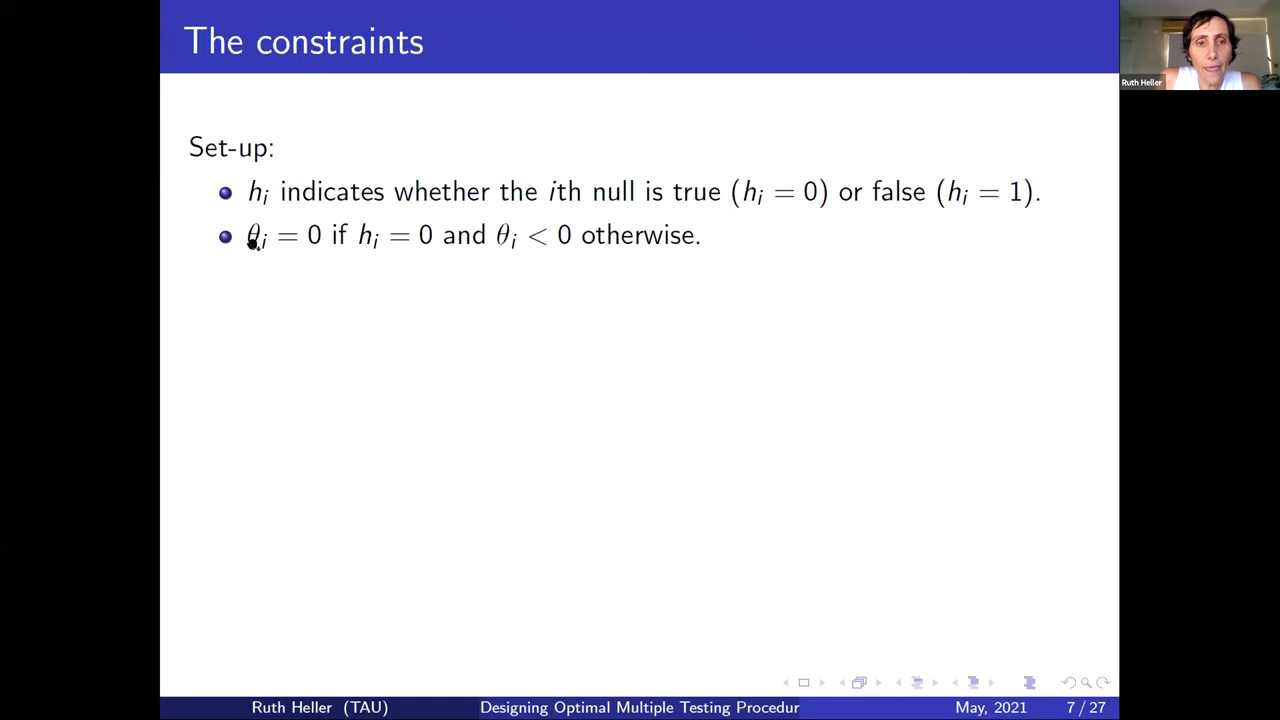 The constraints
Ruth Heller
Set-up:
h_i indicates whether the ith null is true (h_i = 0) or false (h_i = 1).
θ_i = 0 if h_i = 0 and θ_i < 0 otherwise.
Ruth Heller (TAU) Designing Optimal Multiple Testing Procedur May, 2021 7 / 27